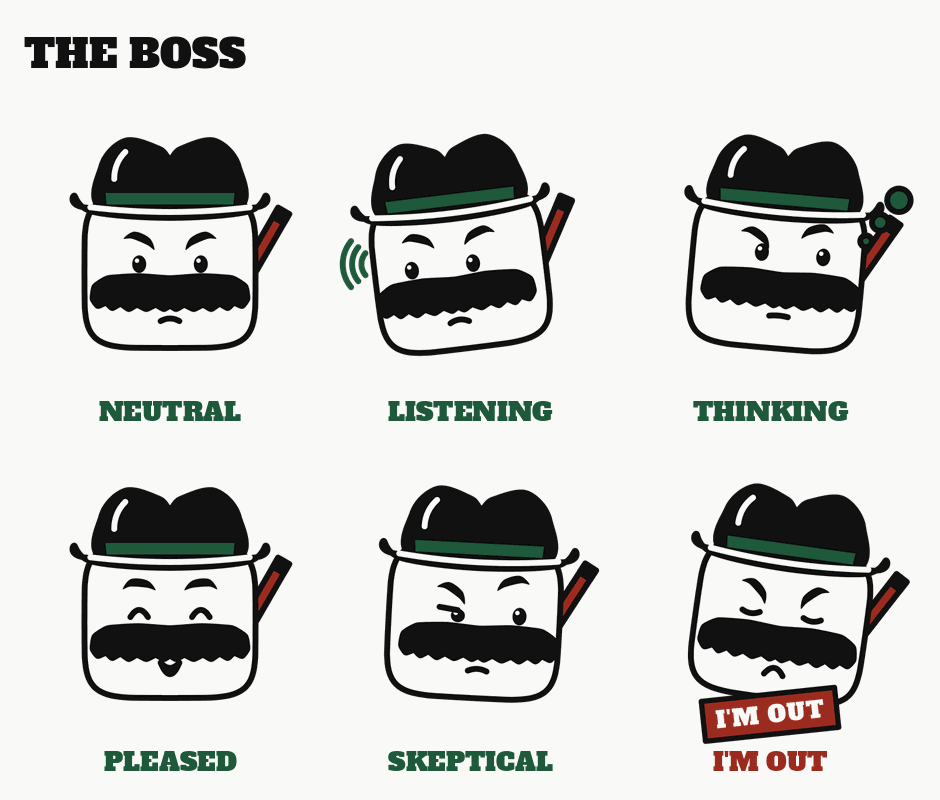 THE BOSS
NEUTRAL
LISTENING
THINKING
PLEASED
SKEPTICAL
I'M OUT
I'M OUT